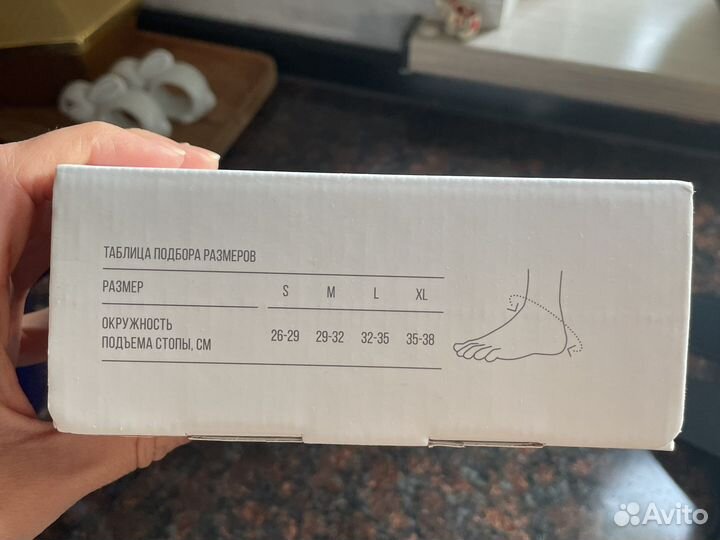 ТАБЛИЦА ПОДБОРА РАЗМЕРОВ
РАЗМЕР S M L XL
ОКРУЖНОСТЬ
ПОДЪЕМА СТОПЫ, СМ 26-29 29-32 32-35 35-38
Avito